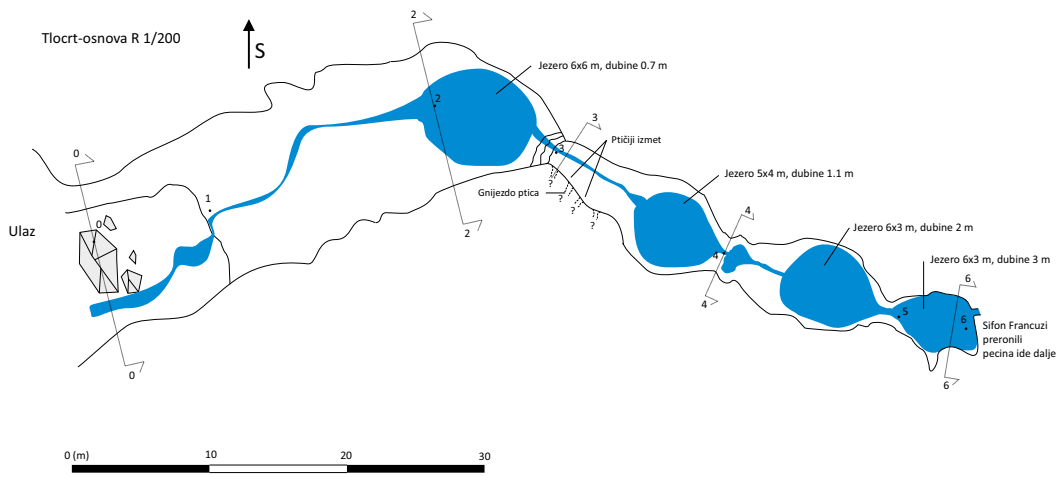 Tlocrt-osnova R 1/200
S
2
Jezero 6x6 m, dubine 0.7 m
2
3
3
Ptičiji izmet
0
?
Gnijezdo ptica
?
?
?
Jezero 5x4 m, dubine 1.1 m
1
4
Jezero 6x3 m, dubine 2 m
Ulaz
0
2
4
Jezero 6x3 m, dubine 3 m
6
4
5
6
Sifon Francuzi
preronili
pecina ide dalje
0
6
0 (m)
10
20
30